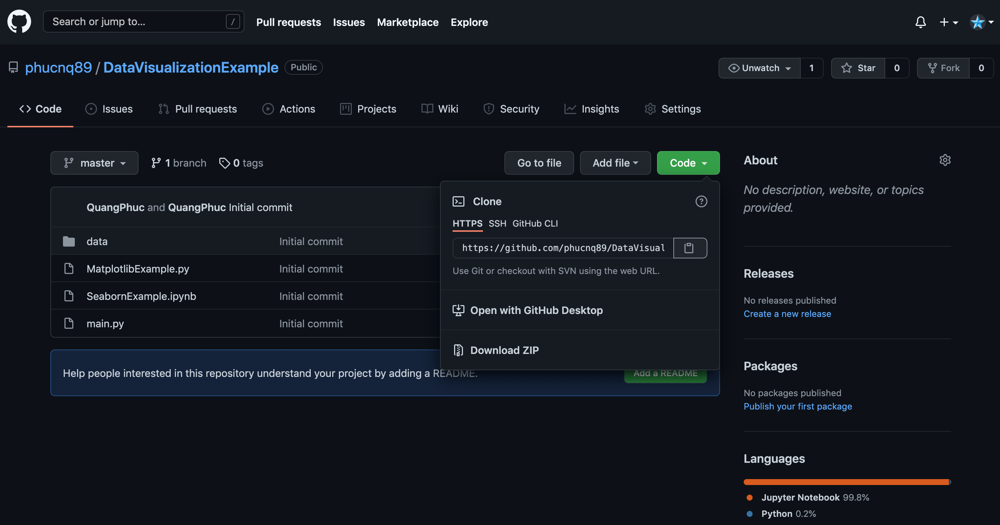 Search or jump to... /
Pull requests Issues Marketplace Explore
phucnq89 / DataVisualizationExample Public
Unwatch 1 Star 0 Fork 0
Code Issues Pull requests Actions Projects Wiki Security Insights Settings
master 1 branch 0 tags
Go to file Add file Code
QuangPhuc and QuangPhuc Initial commit
data Initial commit
MatplotlibExample.py Initial commit
SeabornExample.ipynb Initial commit
main.py Initial commit
Help people interested in this repository understand your project by adding a README.
Add a README
Clone
HTTPS SSH GitHub CLI
https://github.com/phucnq89/DataVisual
Use Git or checkout with SVN using the web URL.
Open with GitHub Desktop
Download ZIP
About
No description, website, or topics
provided.
Releases
No releases published
Create a new release
Packages
No packages published
Publish your first package
Languages
Jupyter Notebook 99.8%
Python 0.2%